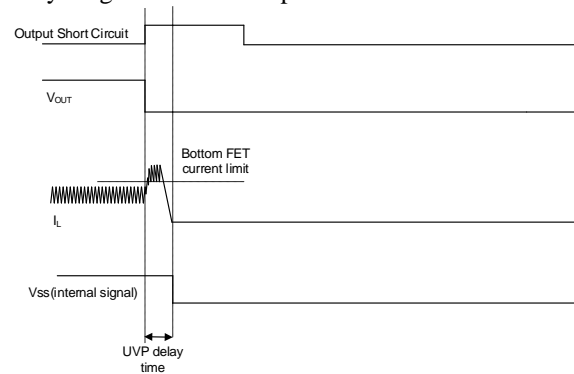 Output Short Circuit
VOUT
Bottom FET
current limit
IL
Vss(internal signal)
UVP delay
time